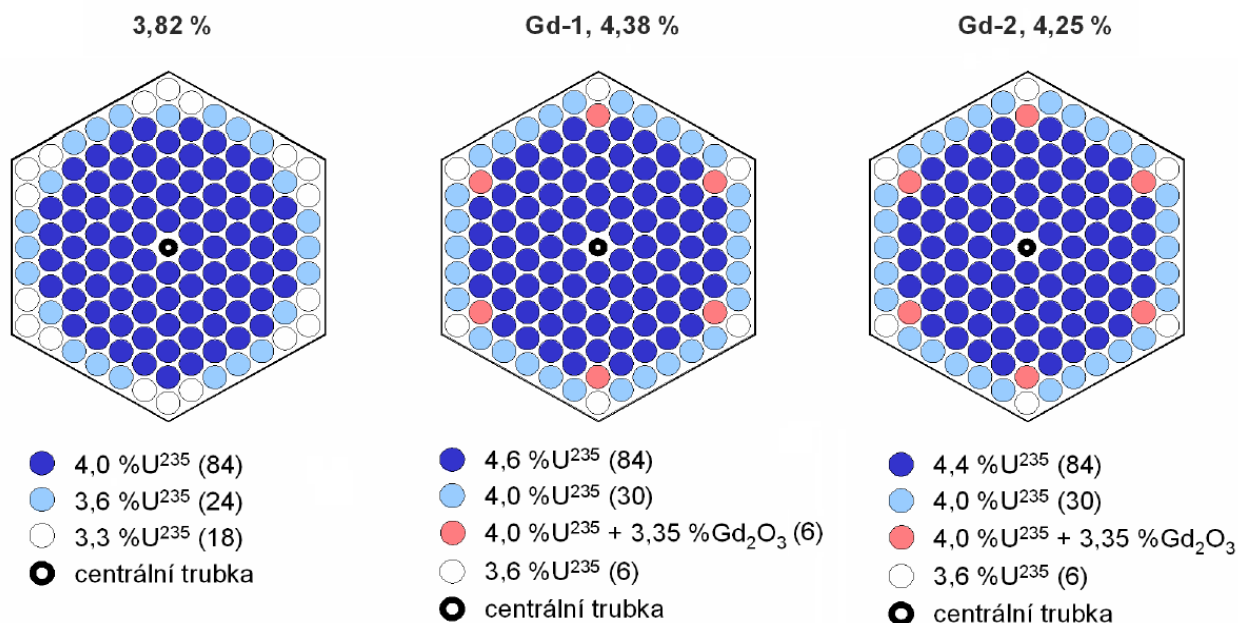 3,82 %
4,0 %U²³⁵ (84)
3,6 %U²³⁵ (24)
3,3 %U²³⁵ (18)
centrální trubka
Gd-1, 4,38 %
4,6 %U²³⁵ (84)
4,0 %U²³⁵ (30)
4,0 %U²³⁵ + 3,35 %Gd₂O₃ (6)
3,6 %U²³⁵ (6)
centrální trubka
Gd-2, 4,25 %
4,4 %U²³⁵ (84)
4,0 %U²³⁵ (30)
4,0 %U²³⁵ + 3,35 %Gd₂O₃
3,6 %U²³⁵ (6)
centrální trubka